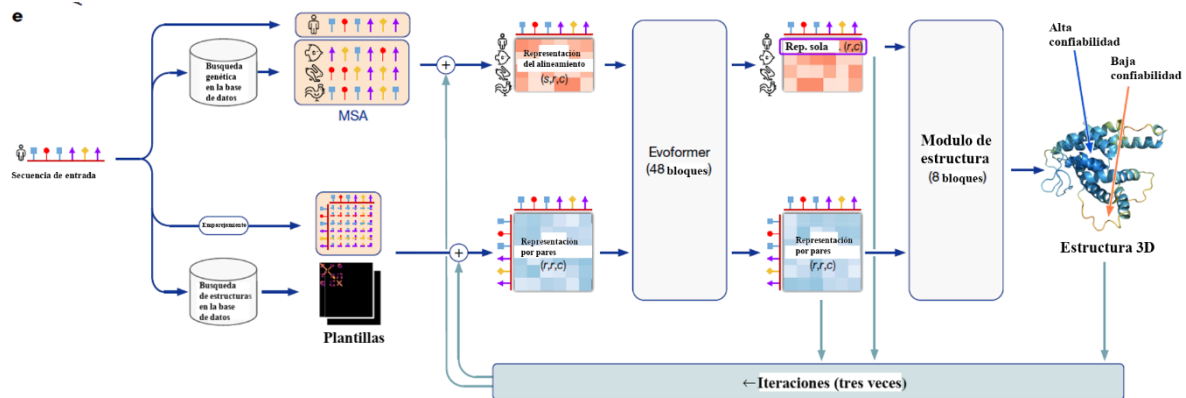 e
Busqueda
genética
en la base
de datos
MSA
Secuencia de entrada
Emparejamiento
Busqueda
de estructuras
en la base
de datos
Plantillas
Representación
del alineamiento
(s,r,c)
Representación
por pares
(r,r,c)
Evoformer
(48 bloques)
Rep. sola . (r,c)
Representación
por pares
(r,r,c)
Modulo de
estructura
(8 bloques)
Alta
confiabilidad
Baja
confiabilidad
Estructura 3D
←Iteraciones (tres veces)